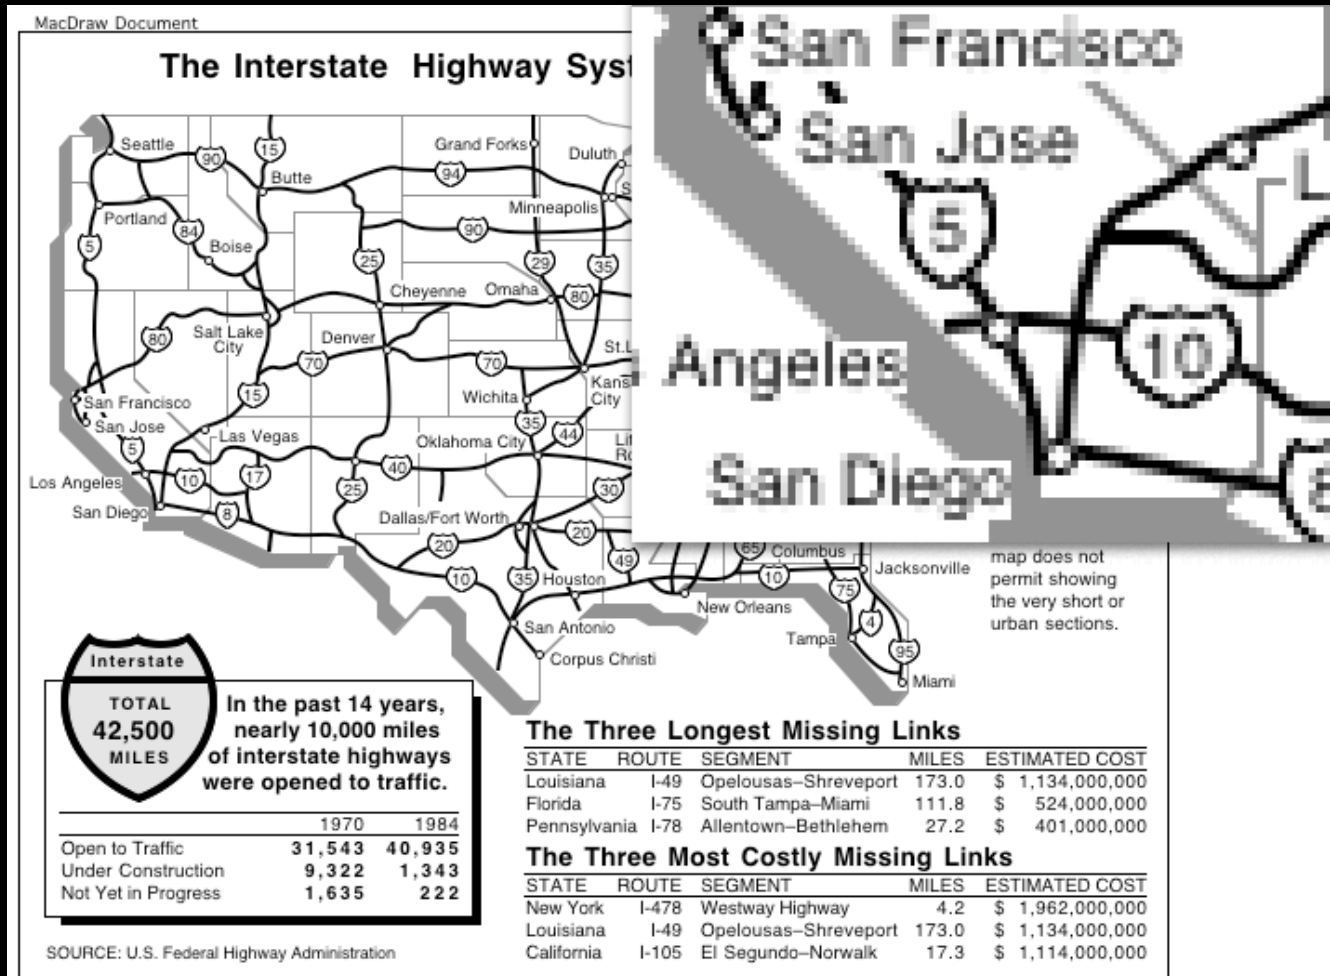 MacDraw Document
The Interstate Highway Syst
Seattle
90
15
Grand Forks
Duluth
Butte
94
Minneapolis
Portland
84
90
5
Boise
25
29
35
Cheyenne
Omaha
80
Salt Lake
City
80
Denver
St.L
70
70
15
Wichita
Kans
City
San Francisco
San Jose
35
44
Las Vegas
Oklahoma City
5
40
Los Angeles
10
17
25
30
San Diego
8
Dallas/Fort Worth
20
20
49
65
Columbus
10
35
Houston
10
75
Jacksonville
New Orleans
4
San Antonio
Tampa
95
Corpus Christi
Miami
San Francisco
San Jose
5
L
10
Angeles
San Diego
map does not
permit showing
the very short or
urban sections.
Interstate
TOTAL
42,500
MILES
In the past 14 years,
nearly 10,000 miles
of interstate highways
were opened to traffic.
1970 1984
Open to Traffic 31,543 40,935
Under Construction 9,322 1,343
Not Yet in Progress 1,635 222
SOURCE: U.S. Federal Highway Administration
The Three Longest Missing Links
STATE ROUTE SEGMENT MILES ESTIMATED COST
Louisiana I-49 Opelousas–Shreveport 173.0 $ 1,134,000,000
Florida I-75 South Tampa–Miami 111.8 $ 524,000,000
Pennsylvania I-78 Allentown–Bethlehem 27.2 $ 401,000,000
The Three Most Costly Missing Links
STATE ROUTE SEGMENT MILES ESTIMATED COST
New York I-478 Westway Highway 4.2 $ 1,962,000,000
Louisiana I-49 Opelousas–Shreveport 173.0 $ 1,134,000,000
California I-105 El Segundo–Norwalk 17.3 $ 1,114,000,000